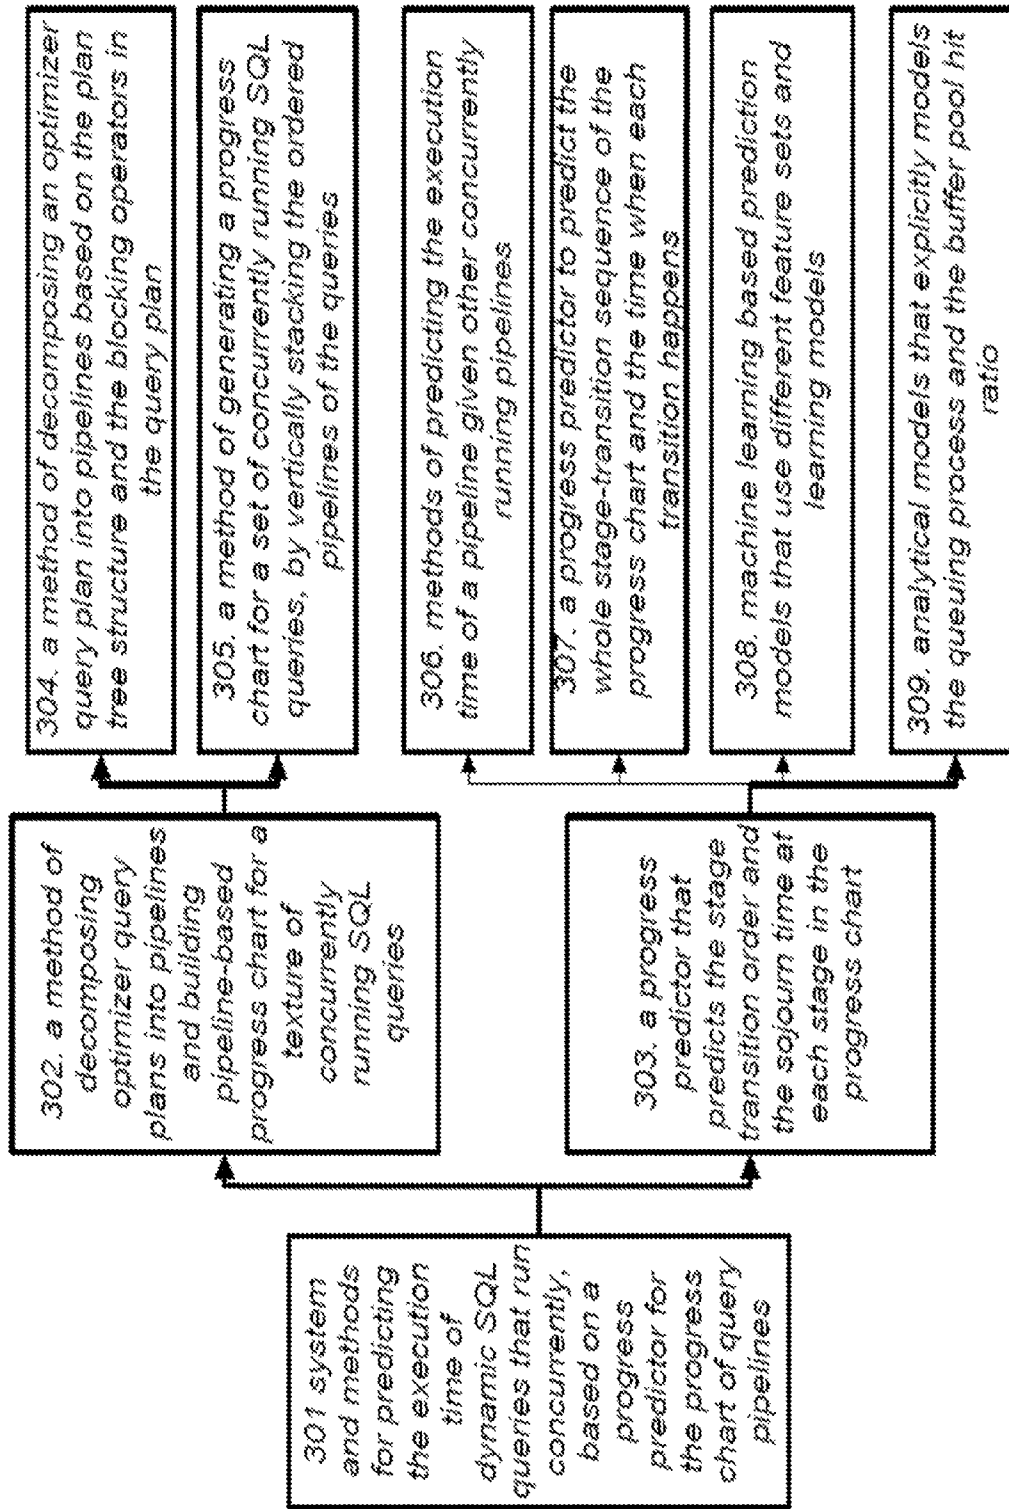 301 system
and methods
for predicting
the execution
time of
dynamic SQL
queries that run
concurrently,
based on a
progress
predictor for
the progress
chart of query
pipelines
302. a method of
decomposing
optimizer query
plans into pipelines
and building
pipeline-based
progress chart for a
texture of
concurrently
running SQL
queries
303. a progress
predictor that
predicts the stage
transition order and
the sojourn time at
each stage in the
progress chart
304. a method of decomposing an optimizer
query plan into pipelines based on the plan
tree structure and the blocking operators in
the query plan
305. a method of generating a progress
chart for a set of concurrently running SQL
queries, by vertically stacking the ordered
pipelines of the queries
306. methods of predicting the execution
time of a pipeline given other concurrently
running pipelines
307. a progress predictor to predict the
whole stage-transition sequence of the
progress chart and the time when each
transition happens
308. machine learning based prediction
models that use different feature sets and
learning models
309. analytical models that explicitly models
the queuing process and the buffer pool hit
ratio